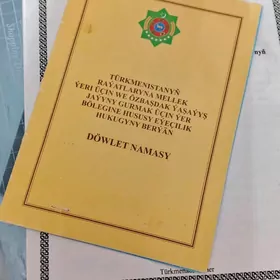 TÜRKMENISTANYŇ
RAÝATLARYNA MELLEK
ÝERI ÜÇIN WE ÖZBAŞDAK ÝAŞAÝYŞ
JAÝYNY GURMAK ÜÇIN ÝER
BÖLEGINE HUSUSY EÝEÇILIK
HUKUGYNY BERÝÄN
DÖWLET NAMASY